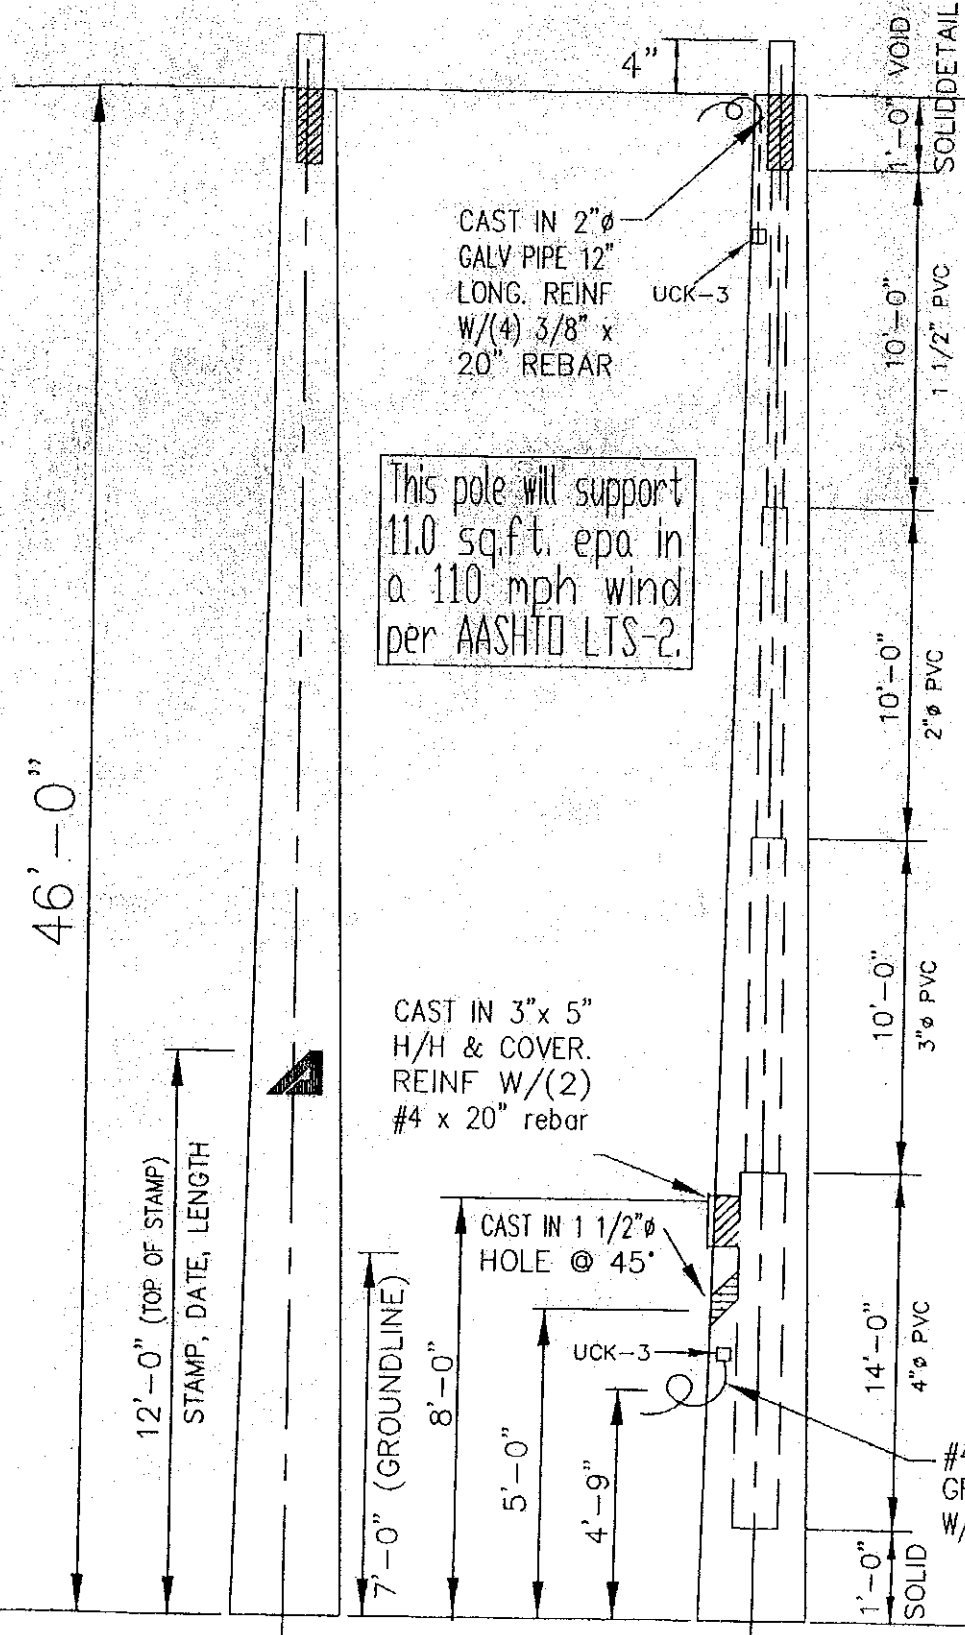 46'-0"
12'-0" (TOP OF STAMP)
STAMP, DATE, LENGTH
7'-0" (GROUNDLINE)
4"
CAST IN 2"ø
GALV PIPE 12"
LONG. REINF
W/(4) 3/8" x
20" REBAR
UCK-3
This pole will support
11.0 sq.ft. epa in
a 110 mph wind
per AASHTO LTS-2.
CAST IN 3"x 5"
H/H & COVER.
REINF W/(2)
#4 x 20" rebar
CAST IN 1 1/2"ø
HOLE @ 45°
UCK-3
8'-0"
5'-0"
4'-9"
1'-0" VOID
SOLIDDETAIL
10'-0"
1 1/2" PVC
10'-0"
2"ø PVC
10'-0"
3"ø PVC
14'-0"
4"ø PVC
1'-0"
SOLID
#4
W/